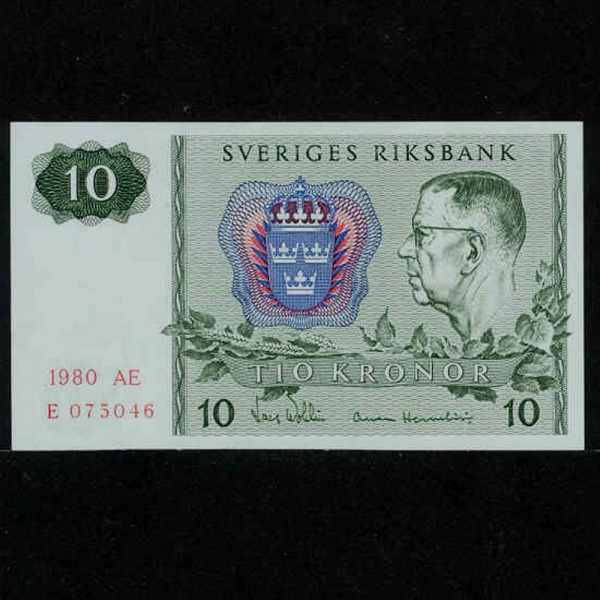 10
SVERIGES RIKSBANK
TIO KRONOR
1980 AE
E 075046
10
10